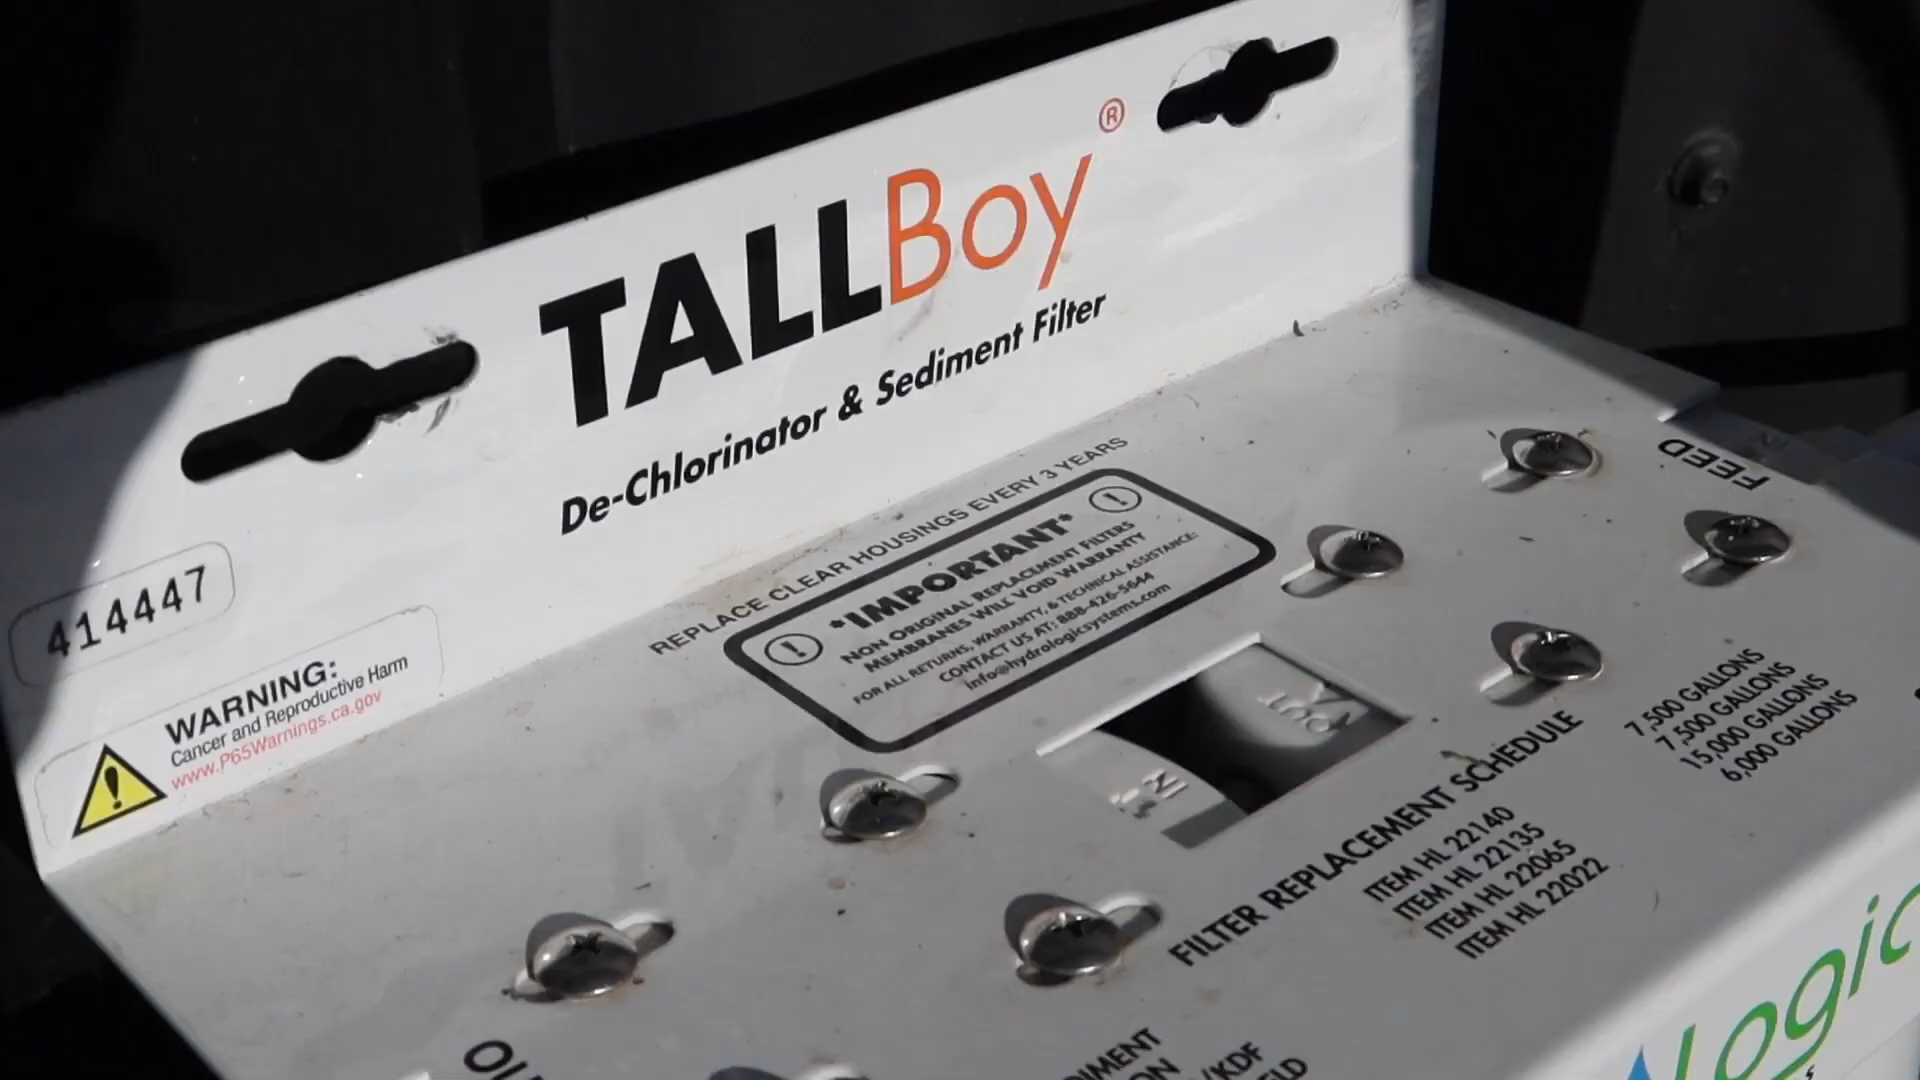 TALLBoy®
De-Chlorinator & Sediment Filter
414447
WARNING:
Cancer and Reproductive Harm
www.P65Warnings.ca.gov
REPLACE CLEAR HOUSINGS EVERY 3 YEARS
*IMPORTANT*
NON ORIGINAL REPLACEMENT FILTERS
MEMBRANES WILL VOID WARRANTY
FOR ALL RETURNS, WARRANTY, & TECHNICAL ASSISTANCE:
CONTACT US AT: 888-426-5644
info@hydrologicsystems.com
FEED
IN
FILTER REPLACEMENT SCHEDULE
ITEM HL 22140 7,500 GALLONS
ITEM HL 22135 7,500 GALLONS
ITEM HL 22065 15,000 GALLONS
ITEM HL 22022 6,000 GALLONS
Logic